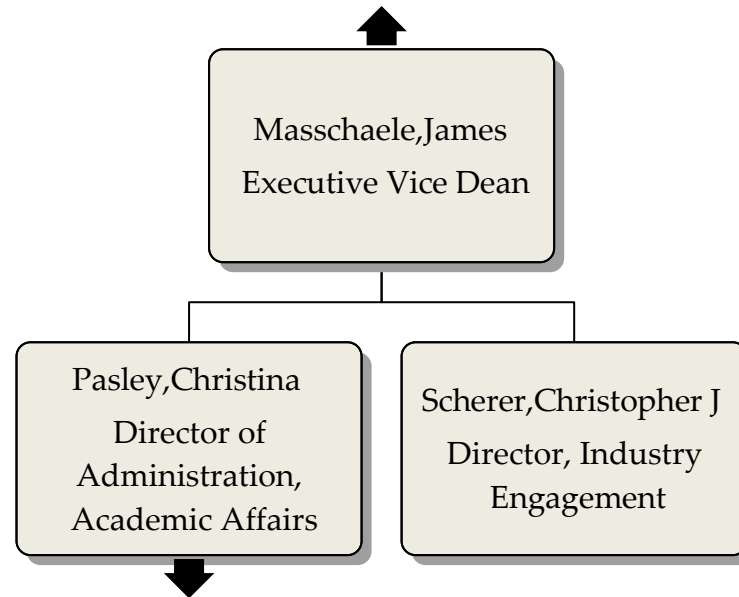 Masschaele,James
Executive Vice Dean
Pasley,Christina
Director of
Administration,
Academic Affairs
Scherer,Christopher J
Director, Industry
Engagement